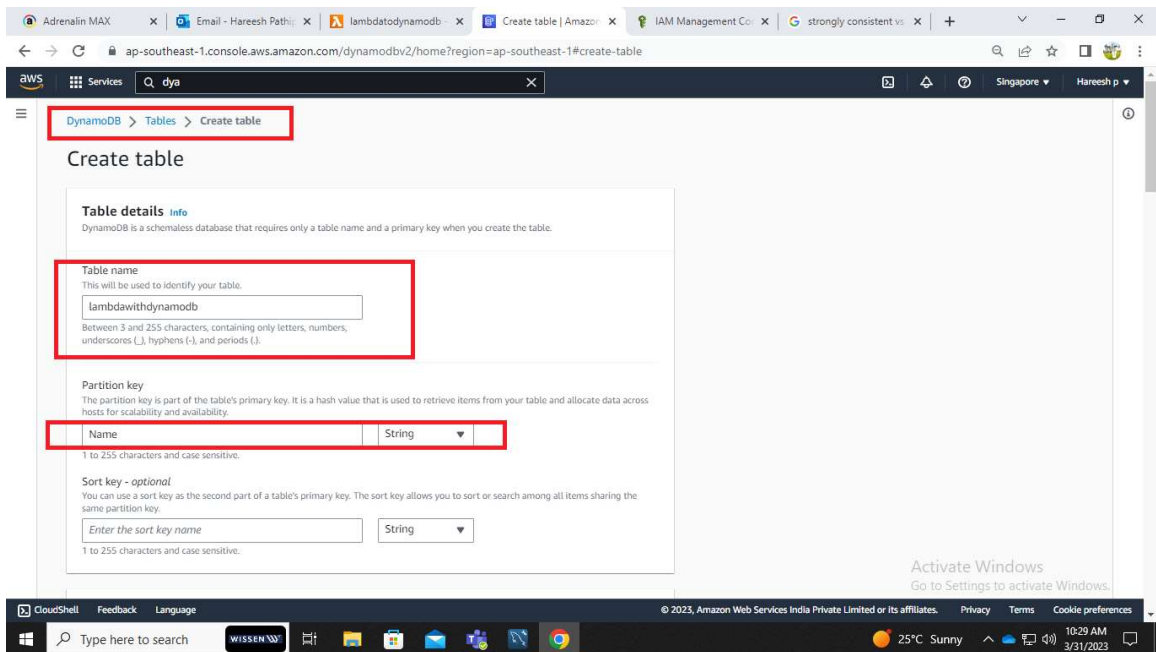 Adrenalin MAX
Email - Hareesh Pathi
lambdatodynamodb -
Create table | Amazon
IAM Management Co
G strongly consistent vs
ap-southeast-1.console.aws.amazon.com/dynamodbv2/home?region=ap-southeast-1#create-table
aws
Services
dya
Singapore
Hareesh p
DynamoDB > Tables > Create table
Create table
Table details Info
DynamoDB is a schemaless database that requires only a table name and a primary key when you create the table.
Table name
This will be used to identify your table.
lambdawithdynamodb
Between 3 and 255 characters, containing only letters, numbers,
underscores (_), hyphens (-), and periods (.).
Partition key
The partition key is part of the table's primary key. It is a hash value that is used to retrieve items from your table and allocate data across
hosts for scalability and availability.
Name String
1 to 255 characters and case sensitive.
Sort key - optional
You can use a sort key as the second part of a table's primary key. The sort key allows you to sort or search among all items sharing the
same partition key.
Enter the sort key name String
1 to 255 characters and case sensitive.
Activate Windows
Go to Settings to activate Windows.
CloudShell Feedback Language © 2023, Amazon Web Services India Private Limited or its affiliates. Privacy Terms Cookie preferences
Type here to search WISSEN 25°C Sunny 10:29 AM
3/31/2023